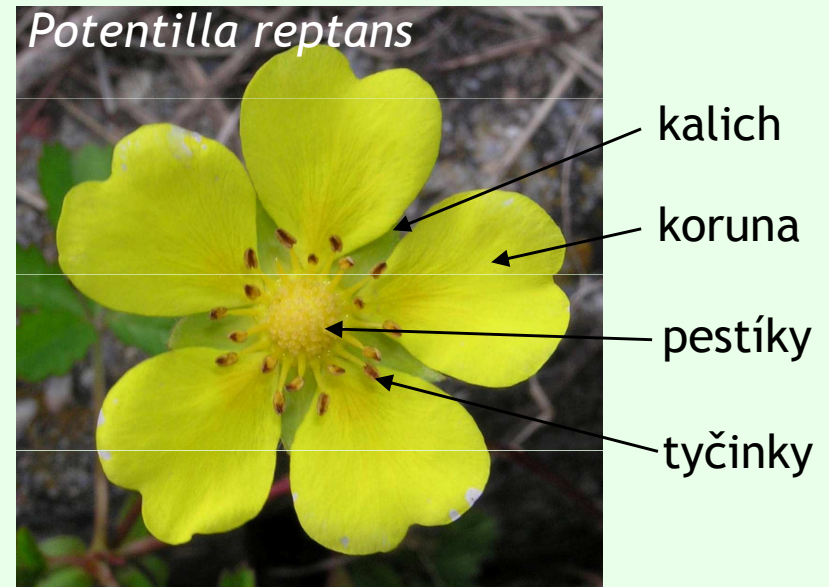 Potentilla reptans
kalich
koruna
pestíky
tyčinky